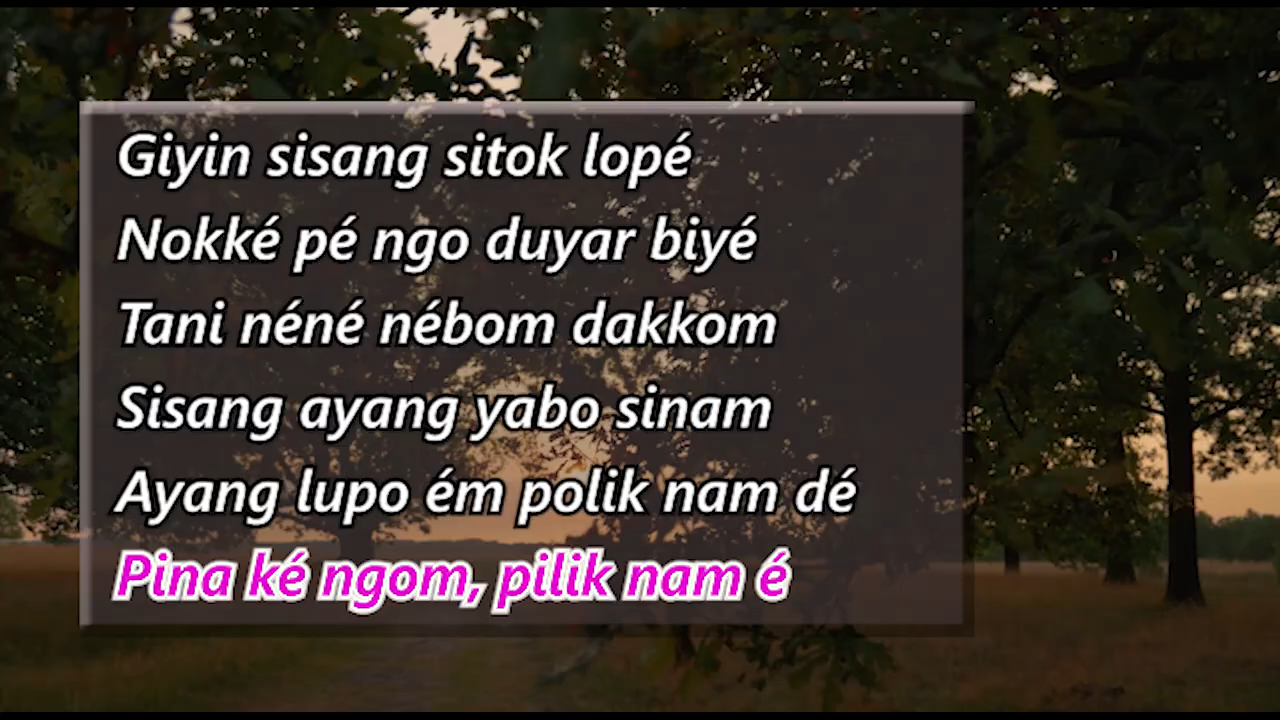 Giyin sisang sitok lopé
Nokké pé ngo duyar biyé
Tani néné nébom dakkom
Sisang ayang yabo sinam
Ayang lupo ém polik nam dé
Pina ké ngom, pilik nam é